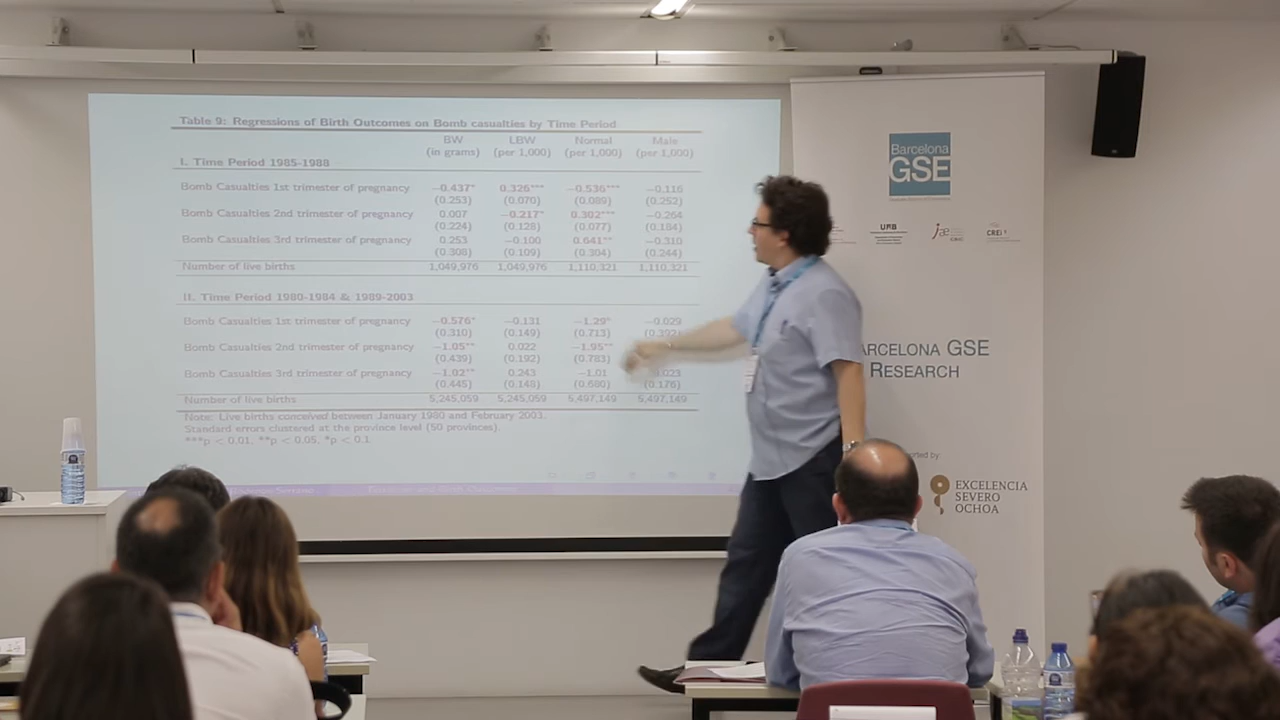 Table 9: Regressions of Birth Outcomes on Bomb casualties by Time Period
BW LBW Normal Male
(in grams) (per 1,000) (per 1,000) (per 1,000)
I. Time Period 1985-1988
Bomb Casualties 1st trimester of pregnancy −0.437* 0.326*** −0.536*** −0.116
(0.253) (0.070) (0.089) (0.252)
Bomb Casualties 2nd trimester of pregnancy 0.007 −0.217* 0.302*** −0.264
(0.224) (0.128) (0.077) (0.184)
Bomb Casualties 3rd trimester of pregnancy 0.253 −0.100 0.641** −0.310
(0.308) (0.109) (0.304) (0.244)
Number of live births 1,049,976 1,049,976 1,110,321 1,110,321
II. Time Period 1980-1984 & 1989-2003
Bomb Casualties 1st trimester of pregnancy −0.576* −0.131 −1.29* −0.029
(0.310) (0.149) (0.713)
Bomb Casualties 2nd trimester of pregnancy −1.05** 0.022 −1.95**
(0.439) (0.192) (0.783)
Bomb Casualties 3rd trimester of pregnancy −1.02** 0.243 −1.01
(0.445) (0.148) (0.680) (0.176)
Number of live births 5,245,059 5,245,059 5,497,149 5,497,149
Note: Live births conceived between January 1980 and February 2003.
Standard errors clustered at the province level (50 provinces).
***p < 0.01, **p < 0.05, *p < 0.1
Barcelona
GSE
UPF
CREi
ARCELONA GSE
RESEARCH
EXCELENCIA
SEVERO
OCHOA